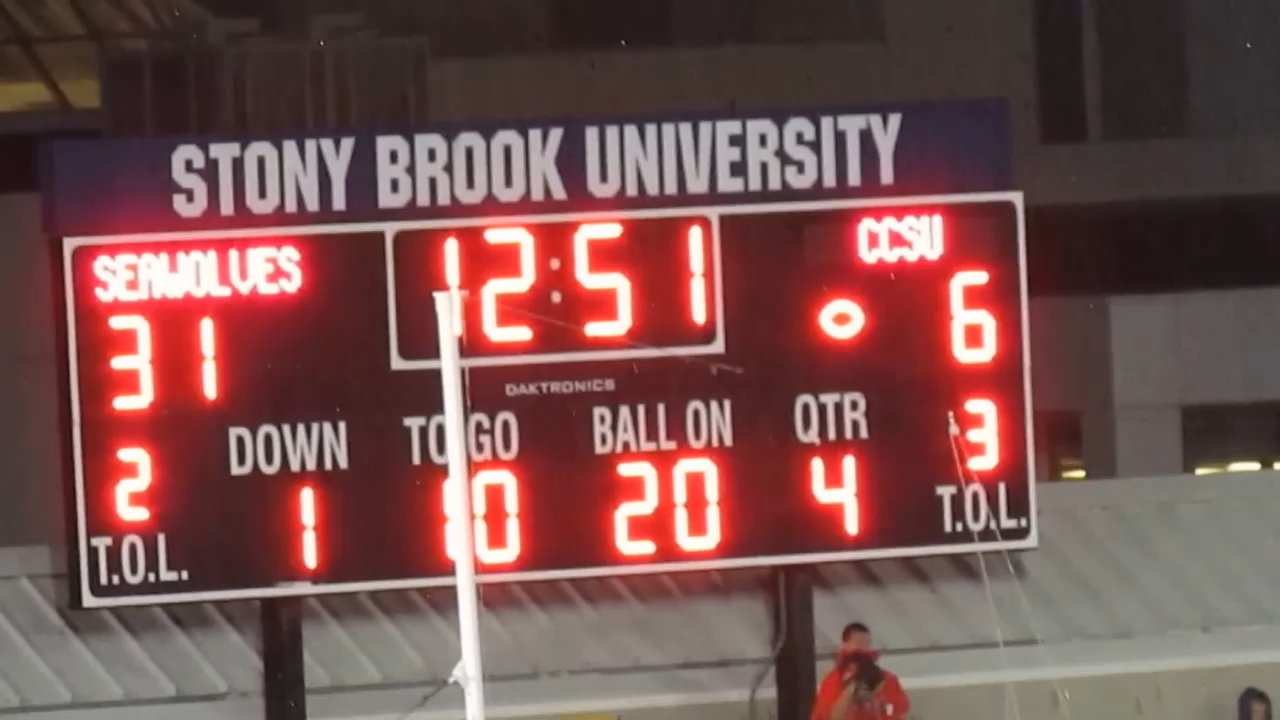 STONY BROOK UNIVERSITY
SEAWOLVES 12:51 CCSU
31 6
DAKTRONICS
DOWN TO GO BALL ON QTR
2 1 10 20 4 3
T.O.L. T.O.L.